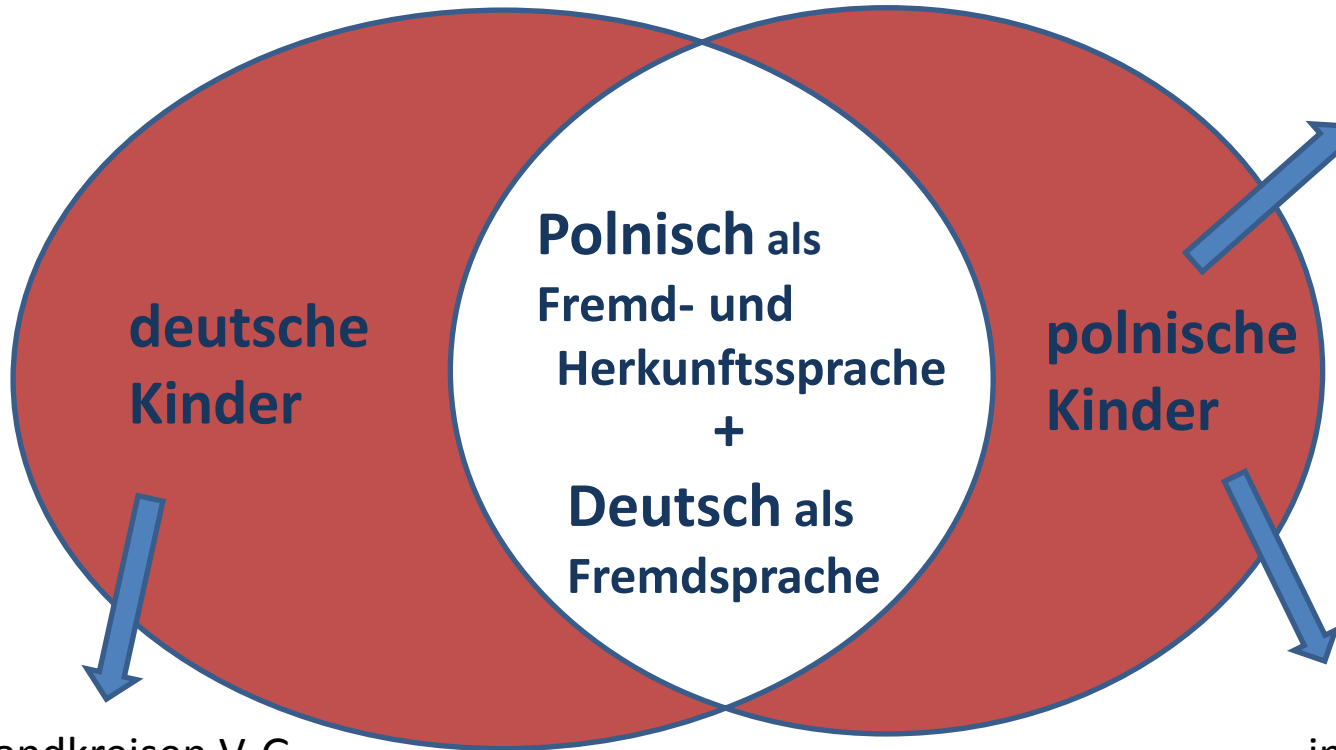 deutsche
Kinder
Polnisch als
Fremd- und
Herkunftssprache
+
Deutsch als
Fremdsprache
polnische
Kinder